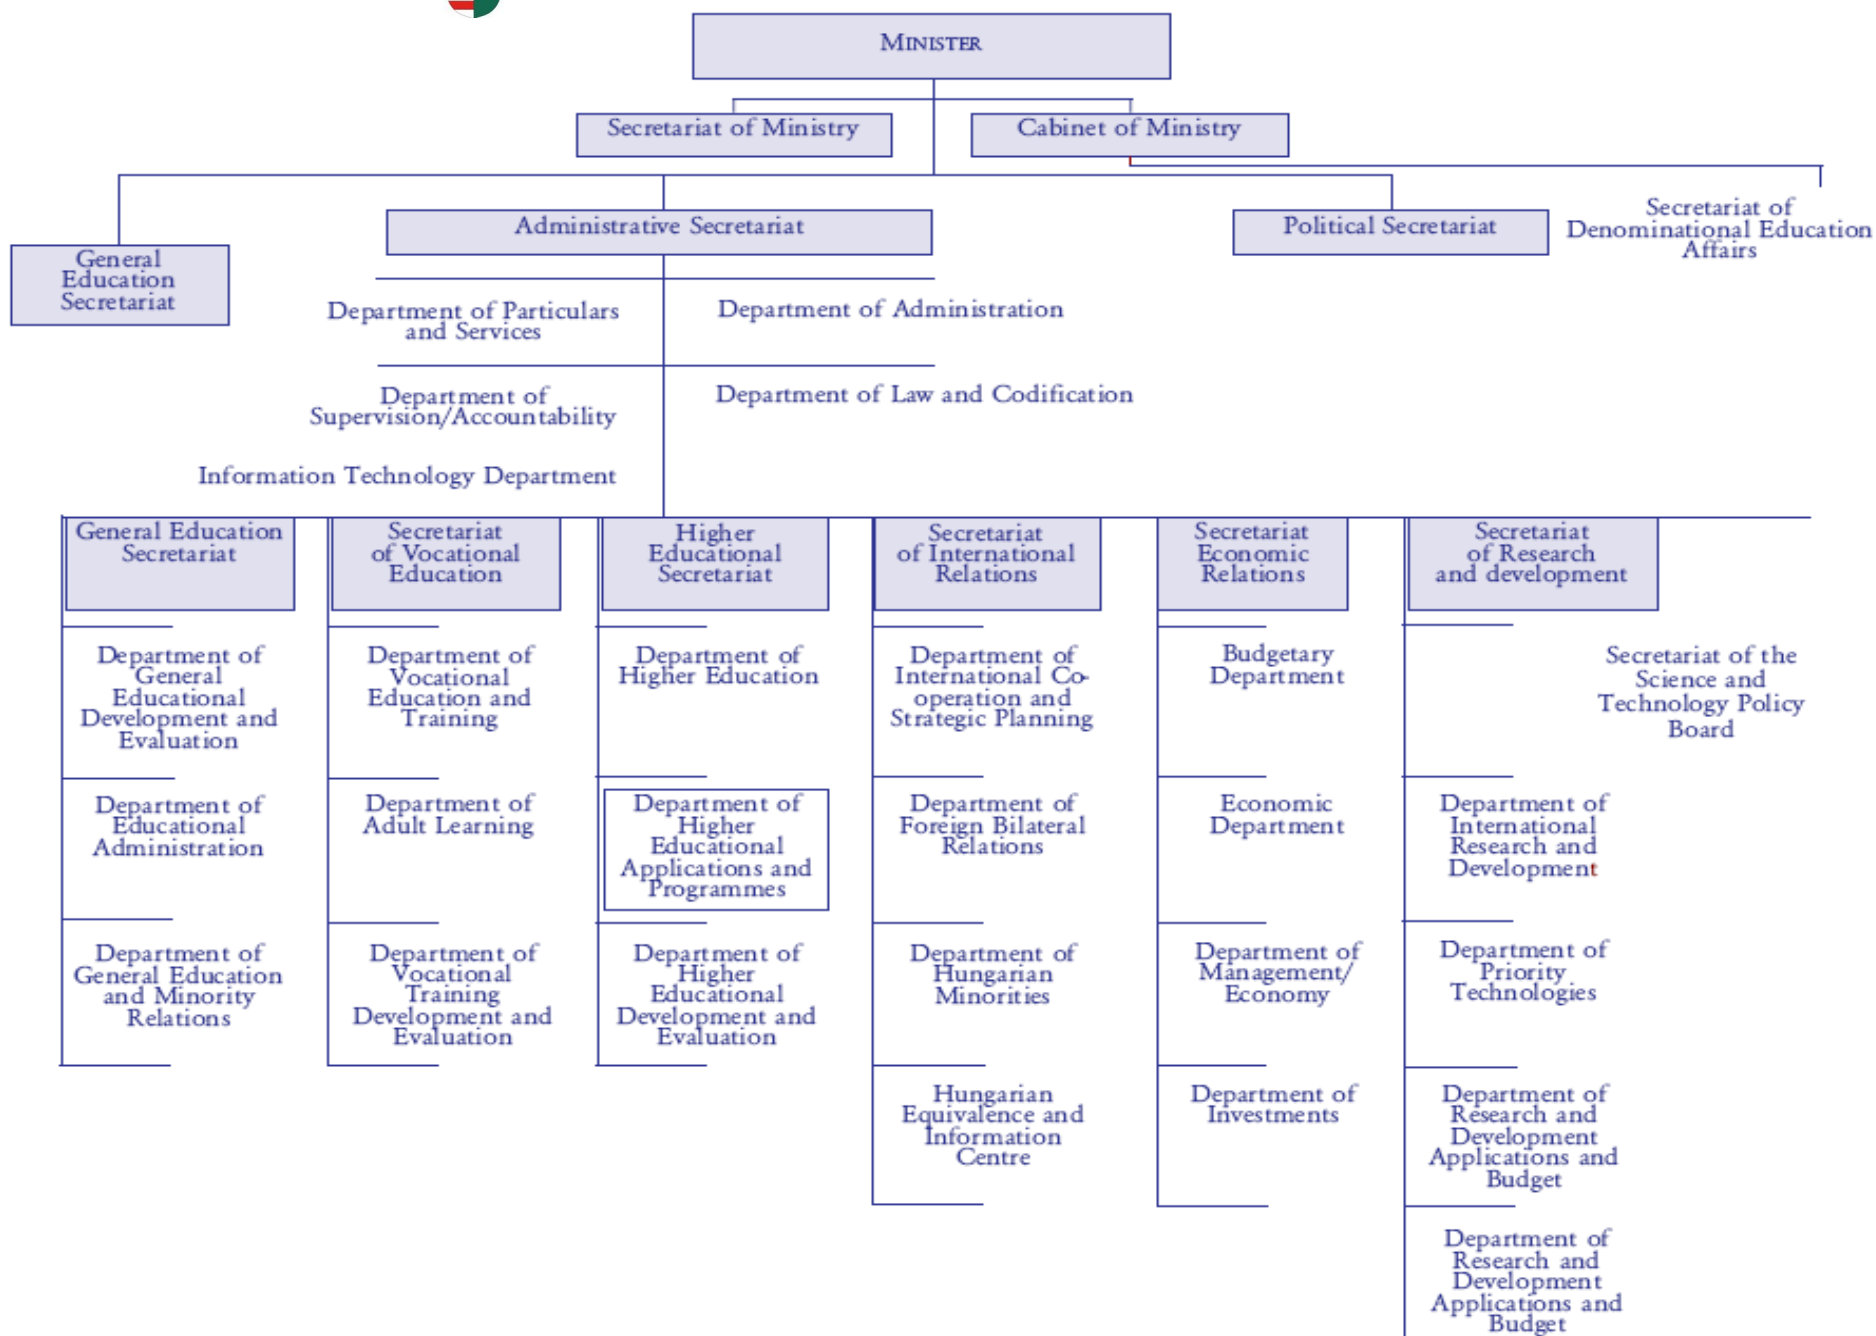 MINISTER
Secretariat of Ministry
Cabinet of Ministry
Secretariat of
Denominational Education
Affairs
Administrative Secretariat
Political Secretariat
General
Education
Secretariat
Department of Particulars
and Services
Department of Administration
Department of
Supervision/Accountability
Department of Law and Codification
Information Technology Department
General Education
Secretariat
Secretariat
of Vocational
Education
Higher
Educational
Secretariat
Secretariat
of International
Relations
Secretariat
Economic
Relations
Secretariat
of Research
and development
Department of
General
Educational
Development and
Evaluation
Department of
Vocational
Education and
Training
Department of
Higher Education
Department of
International Co-
operation and
Strategic Planning
Budgetary
Department
Secretariat of the
Science and
Technology Policy
Board
Department of
Educational
Administration
Department of
Adult Learning
Department of
Higher
Educational
Applications and
Programmes
Department of
Foreign Bilateral
Relations
Economic
Department
Department of
International
Research and
Development
Department of
General Education
and Minority
Relations
Department of
Vocational
Training
Development and
Evaluation
Department of
Higher
Educational
Development and
Evaluation
Department of
Hungarian
Minorities
Department of
Management/
Economy
Department of
Priority
Technologies
Hungarian
Equivalence and
Information
Centre
Department of
Investments
Department of
Research and
Development
Applications and
Budget
Department of
Research and
Development
Applications and
Budget